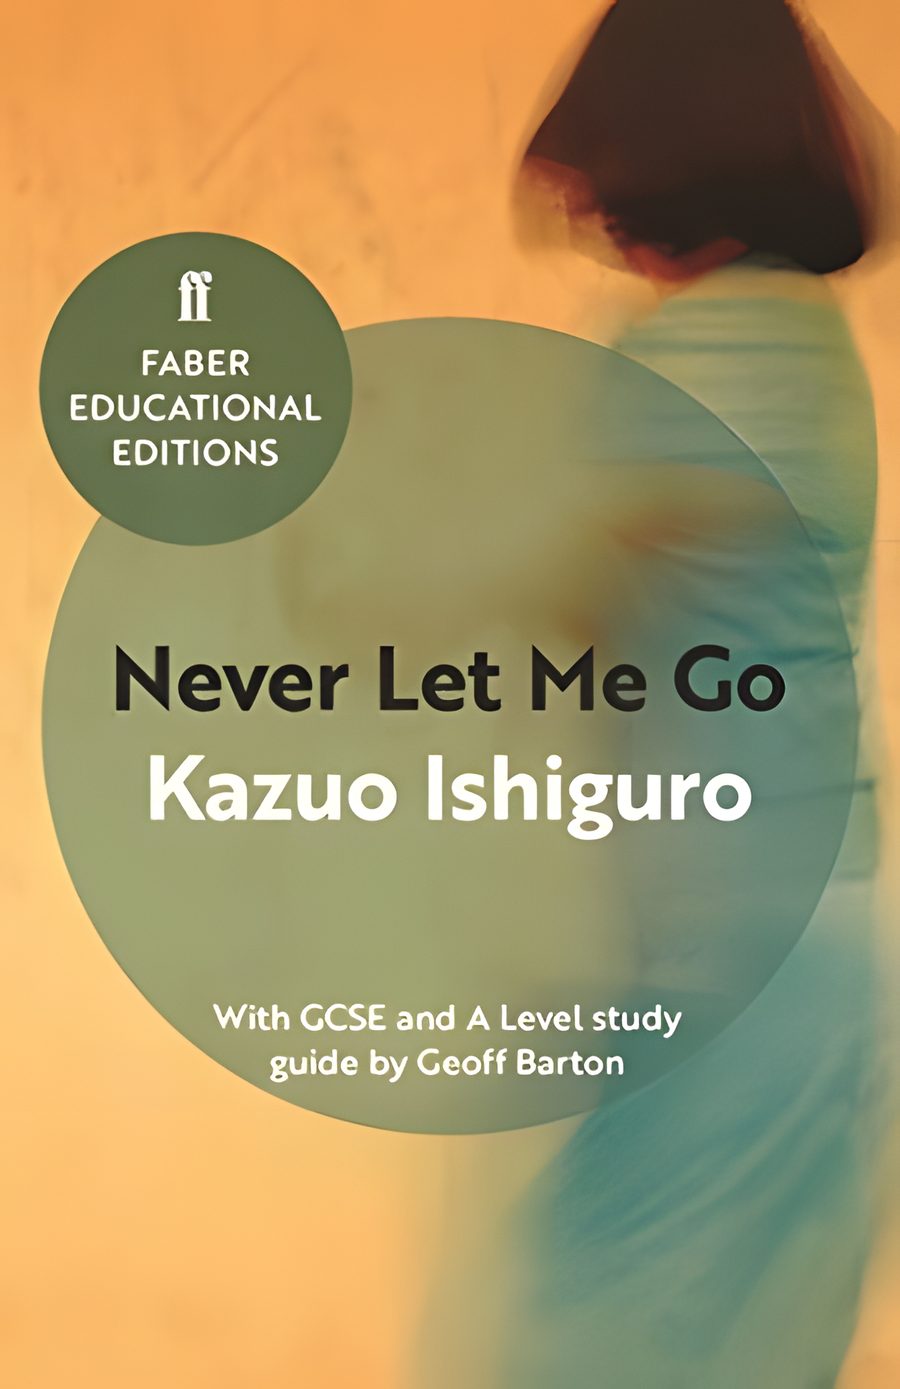 ff
FABER
EDUCATIONAL
EDITIONS
Never Let Me Go
Kazuo Ishiguro
With GCSE and A Level study
guide by Geoff Barton